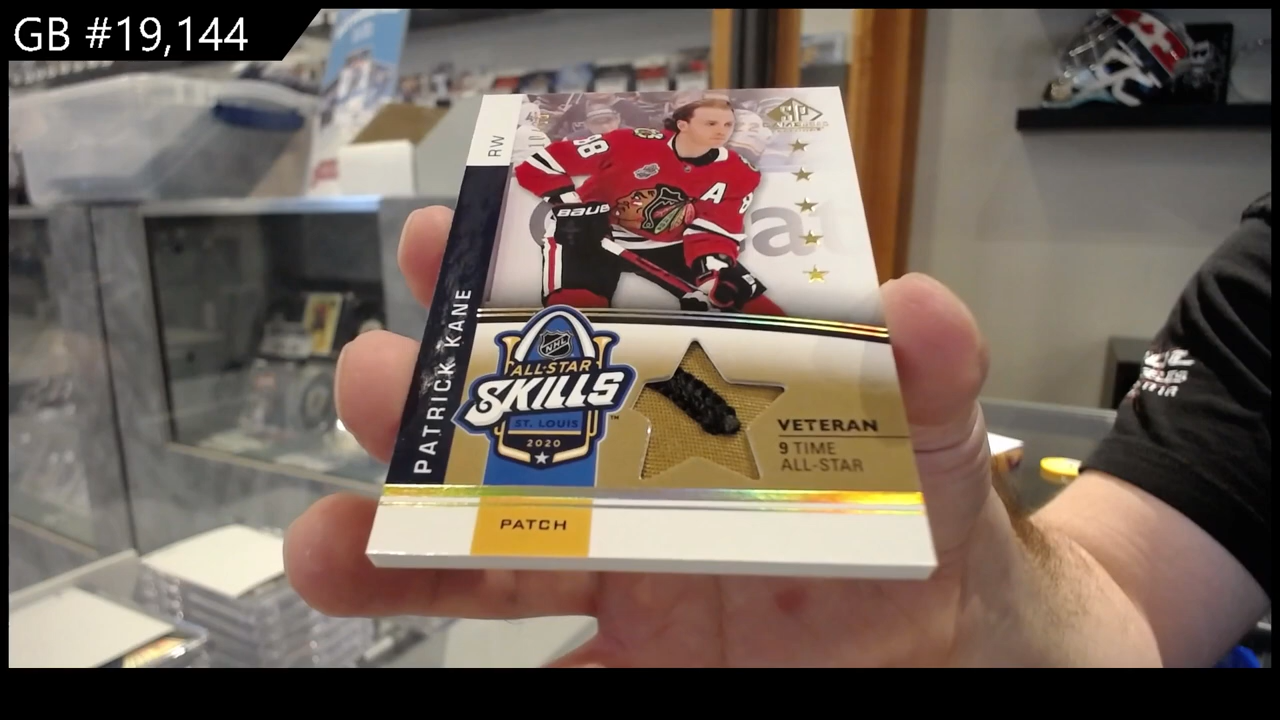 GB #19,144
RW
SP
88
A
BAUER
PATRICK KANE
NHL
ALL-STAR
SKILLS
ST. LOUIS
2020
VETERAN
9 TIME
ALL-STAR
PATCH